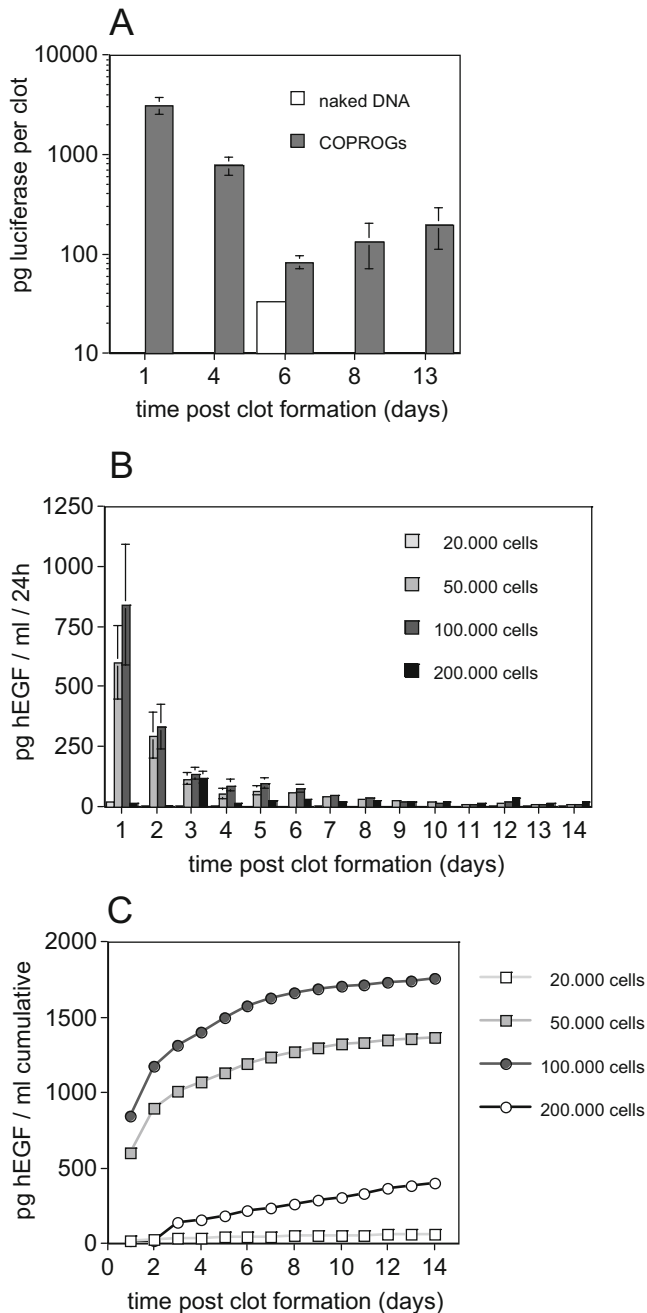 A
pg luciferase per clot
10000
1000
100
10
naked DNA
COPROGs
1 4 6 8 13
time post clot formation (days)
B
pg hEGF / ml / 24h
1250
1000
750
500
250
0
20.000 cells
50.000 cells
100.000 cells
200.000 cells
1 2 3 4 5 6 7 8 9 10 11 12 13 14
time post clot formation (days)
C
pg hEGF / ml cumulative
2000
1500
1000
500
0
20.000 cells
50.000 cells
100.000 cells
200.000 cells
0 2 4 6 8 10 12 14
time post clot formation (days)